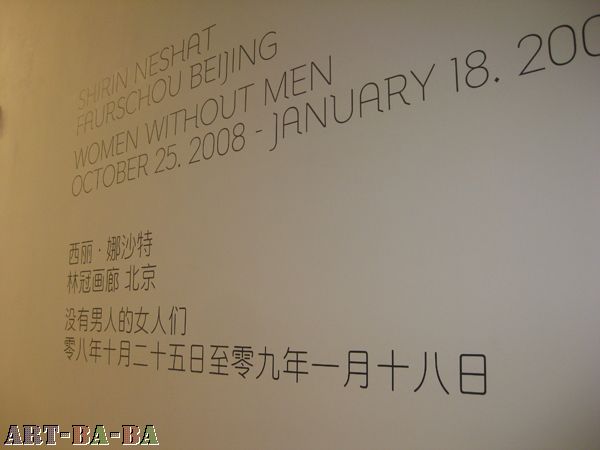 SHIRIN NESHAT
FAURSCHOU BEIJING
WOMEN WITHOUT MEN
OCTOBER 25. 2008 - JANUARY 18. 200
西丽·娜沙特
林冠画廊 北京
没有男人的女人们
零八年十月二十五日至零九年一月十八日
ART-BA-BA